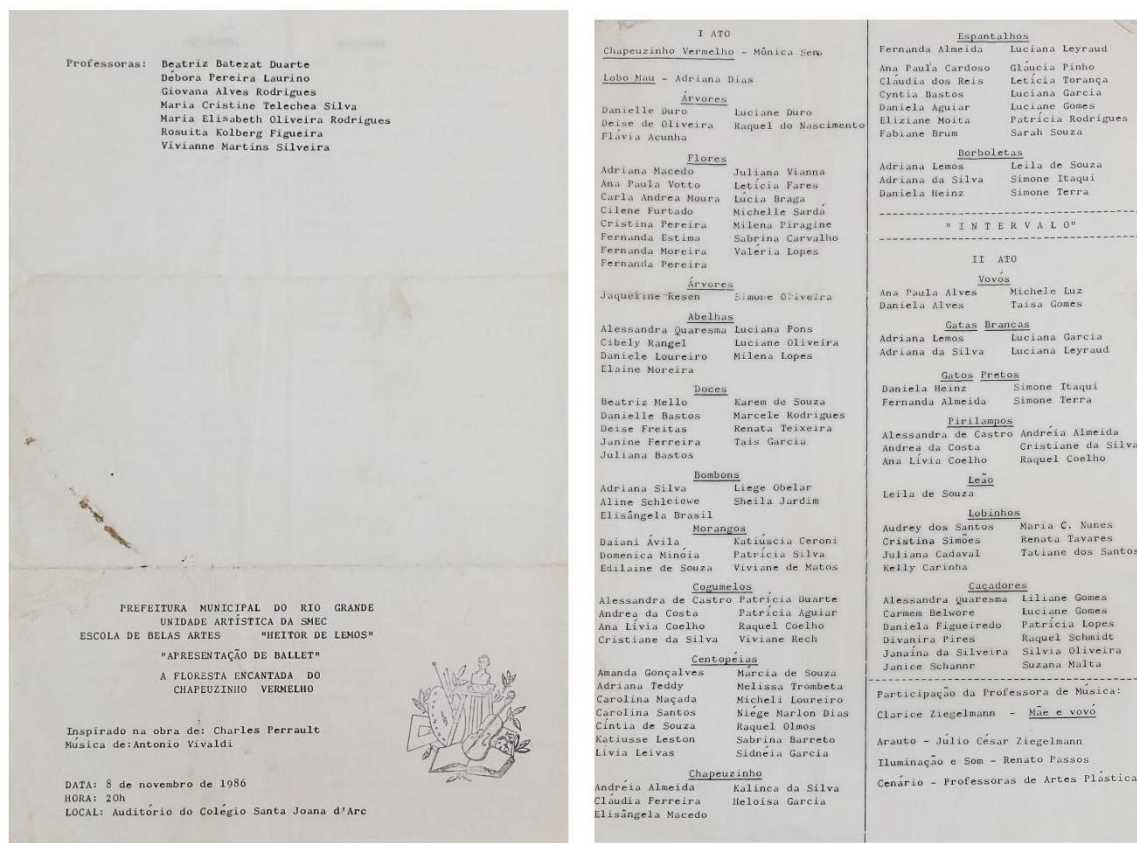 Professoras: Beatriz Batezat Duarte
Débora Pereira Laurino
Giovana Alves Rodrigues
Maria Cristine Telechea Silva
Maria Elisabeth Oliveira Rodrigues
Rosuita Kolberg Figueira
Vivianne Martins Silveira
PREFEITURA MUNICIPAL DO RIO GRANDE
UNIDADE ARTÍSTICA DA SMEC
ESCOLA DE BELAS ARTES "HEITOR DE LEMOS"
"APRESENTAÇÃO DE BALLET"
A FLORESTA ENCANTADA DO
CHAPEUZINHO VERMELHO
Inspirado na obra de: Charles Perrault
Música de: Antonio Vivaldi
DATA: 8 de novembro de 1986
HORA: 20h
LOCAL: Auditório do Colégio Santa Joana d'Arc
I ATO
Chapeuzinho Vermelho - Mônica Sena
Lobo Mau - Adriana Dias
Árvores
Danielle Duro Luciane Duro
Deise de Oliveira Raquel do Nascimento
Flávia Acunha
Flores
Adriana Macedo Juliana Vianna
Ana Paula Votto Letícia Fares
Carla Andrea Moura Lúcia Braga
Cilene Furtado Michelle Sardá
Cristina Pereira Milena Piragine
Fernanda Estima Sabrina Carvalho
Fernanda Moreira Valéria Lopes
Fernanda Pereira
Árvores
Jaqueline Resen Simone Oliveira
Abelhas
Alessandra Quaresma Luciana Pons
Cibely Rangel Luciane Oliveira
Daniele Loureiro Milena Lopes
Elaine Moreira
Doces
Beatriz Mello Karem de Souza
Danielle Bastos Marcele Rodrigues
Deise Freitas Renata Teixeira
Janine Ferreira Tais Garcia
Juliana Bastos
Bombons
Adriana Silva Liege Obelar
Aline Schleiewe Sheila Jardim
Elisângela Brasil
Morangos
Daiani Ávila Katiúscia Ceroni
Domenica Minóia Patrícia Silva
Edilaine de Souza Viviane de Matos
Cogumelos
Alessandra de Castro Patrícia Duarte
Andrea da Costa Patrícia Aguiar
Ana Lívia Coelho Raquel Coelho
Cristiane da Silva Viviane Rech
Centopéias
Amanda Gonçalves Márcia de Souza
Adriana Teddy Melissa Trombeta
Carolina Maçada Micheli Loureiro
Carolina Santos Niége Marlon Dias
Cíntia de Souza Raquel Olmos
Katiusse Leston Sabrina Barreto
Livia Leivas Sidnéia Garcia
Chapeuzinho
Andréia Almeida Kalinca da Silva
Cláudia Ferreira Heloisa Garcia
Elisângela Macedo
Espantalhos
Fernanda Almeida Luciana Leyraud
Ana Paula Cardoso Gláucia Pinho
Cláudia dos Reis Letícia Torança
Cyntia Bastos Luciana Garcia
Daniela Aguiar Luciane Gomes
Eliziane Moita Patrícia Rodrigues
Fabiane Brum Sarah Souza
Borboletas
Adriana Lemos Leila de Souza
Adriana da Silva Simone Itaqui
Daniela Heinz Simone Terra
" I N T E R V A L O"
II ATO
Vovós
Ana Paula Alves Michele Luz
Daniela Alves Taisa Gomes
Gatas Brancas
Adriana Lemos Luciana Garcia
Adriana da Silva Luciana Leyraud
Gatos Pretos
Daniela Heinz Simone Itaqui
Fernanda Almeida Simone Terra
Pirilampos
Alessandra de Castro Andréia Almeida
Andrea da Costa Cristiane da Silva
Ana Lívia Coelho Raquel Coelho
Leão
Leila de Souza
Lobinhos
Audrey dos Santos Maria C. Nunes
Cristina Simões Renata Tavares
Juliana Cadaval Tatiane dos Santos
Kelly Carinha
Caçadores
Alessandra Quaresma Liliane Gomes
Carmem Belwore Luciane Gomes
Daniela Figueiredo Patrícia Lopes
Divanira Pires Raquel Schmidt
Janaína da Silveira Silvia Oliveira
Janice Schannr Suzana Malta
Participação da Professora de Música:
Clarice Ziegelmann - Mãe e vovó
Arauto - Júlio César Ziegelmann
Iluminação e Som - Renato Passos
Cenário - Professoras de Artes Plástica